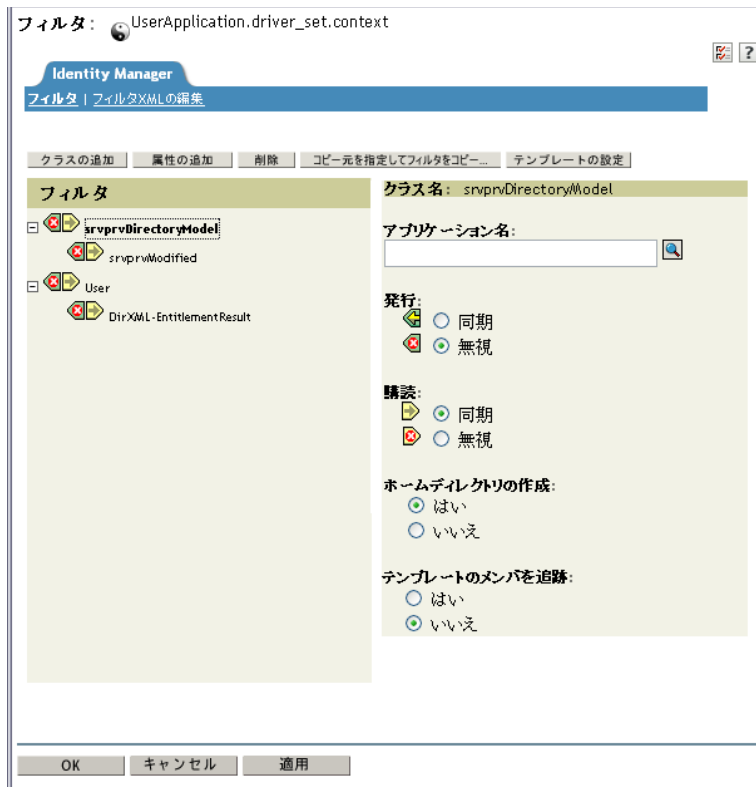 フィルタ: UserApplication.driver_set.context
?
Identity Manager
フィルタ | フィルタXMLの編集
クラスの追加 属性の追加 削除 コピー元を指定してフィルタをコピー... テンプレートの設定
フィルタ
srvprvDirectoryModel
srvprvModified
User
DirXML-EntitlementResult
クラス名: srvprvDirectoryModel
アプリケーション名:
発行:
同期
無視
購読:
同期
無視
ホームディレクトリの作成:
はい
いいえ
テンプレートのメンバを追跡:
はい
いいえ
OK キャンセル 適用